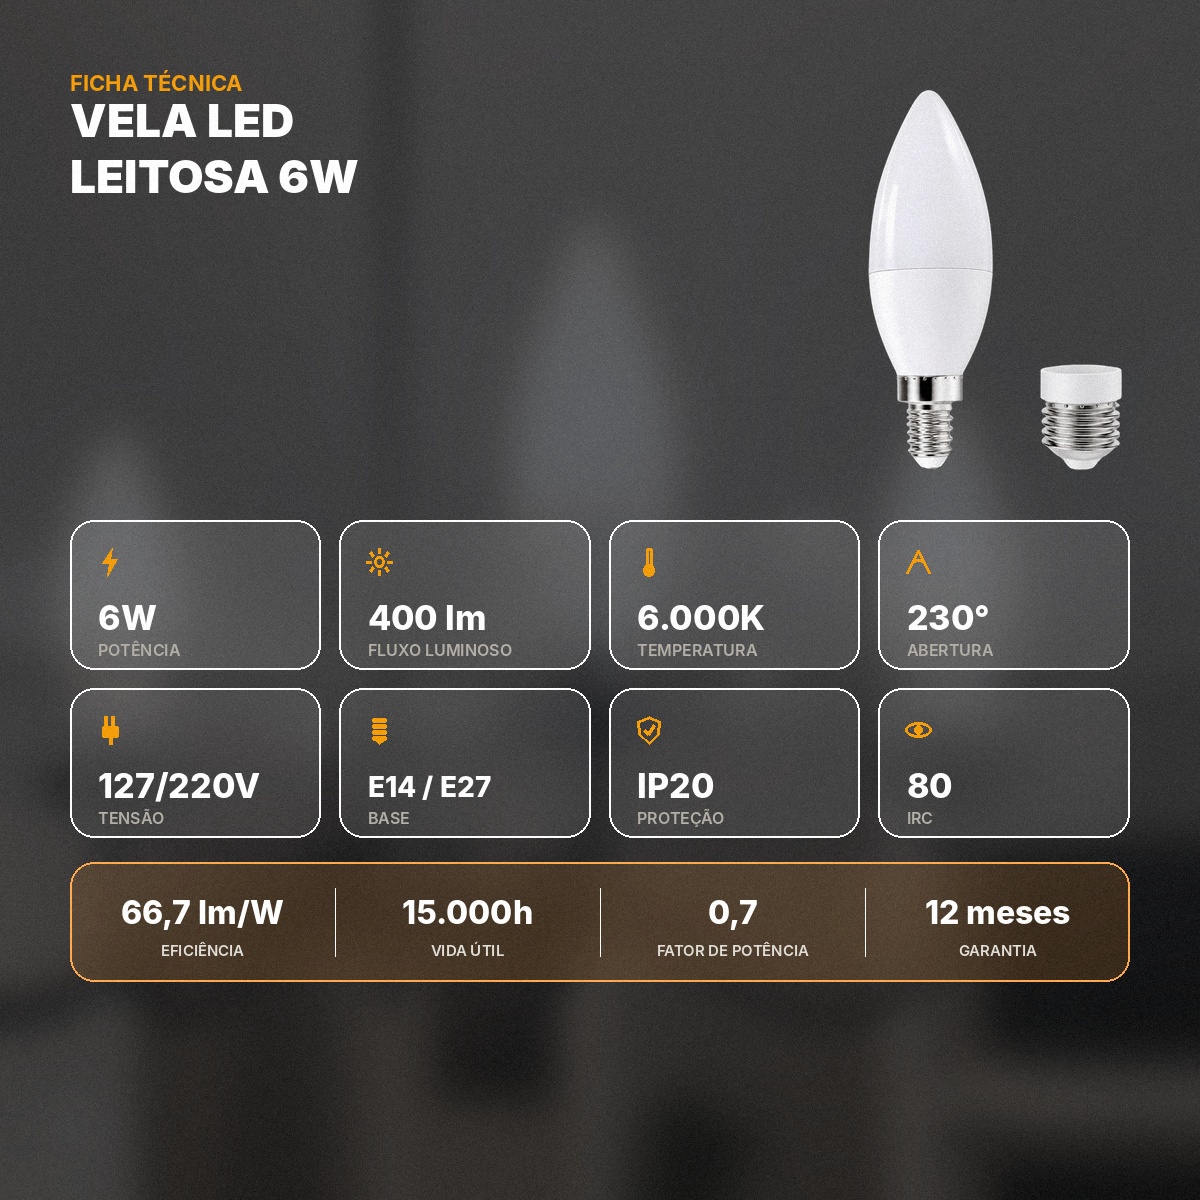 FICHA TÉCNICA
VELA LED
LEITOSA 6W
6W
POTÊNCIA
400 lm
FLUXO LUMINOSO
6.000K
TEMPERATURA
230°
ABERTURA
127/220V
TENSÃO
E14 / E27
BASE
IP20
PROTEÇÃO
80
IRC
66,7 lm/W
EFICIÊNCIA
15.000h
VIDA ÚTIL
0,7
FATOR DE POTÊNCIA
12 meses
GARANTIA